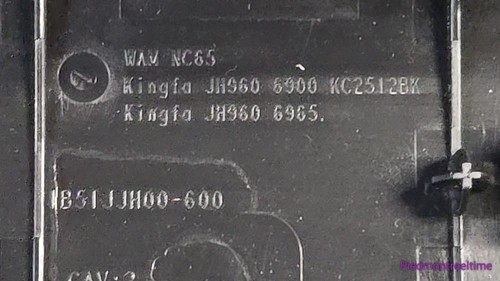 WAM NC65
Kingfa JH960 6900 KC2512BK
Kingfa JH960 6965.
BS1JJH00-600
CAV:2